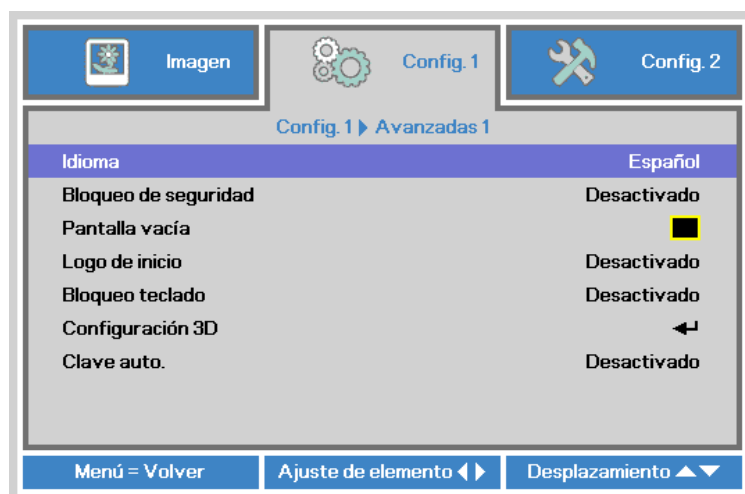 Imagen
Config. 1
Config. 2
Config. 1 ▶ Avanzadas 1
Idioma Español
Bloqueo de seguridad Desactivado
Pantalla vacía
Logo de inicio Desactivado
Bloqueo teclado Desactivado
Configuración 3D
Clave auto. Desactivado
Menú = Volver
Ajuste de elemento ◀ ▶
Desplazamiento ▲▼